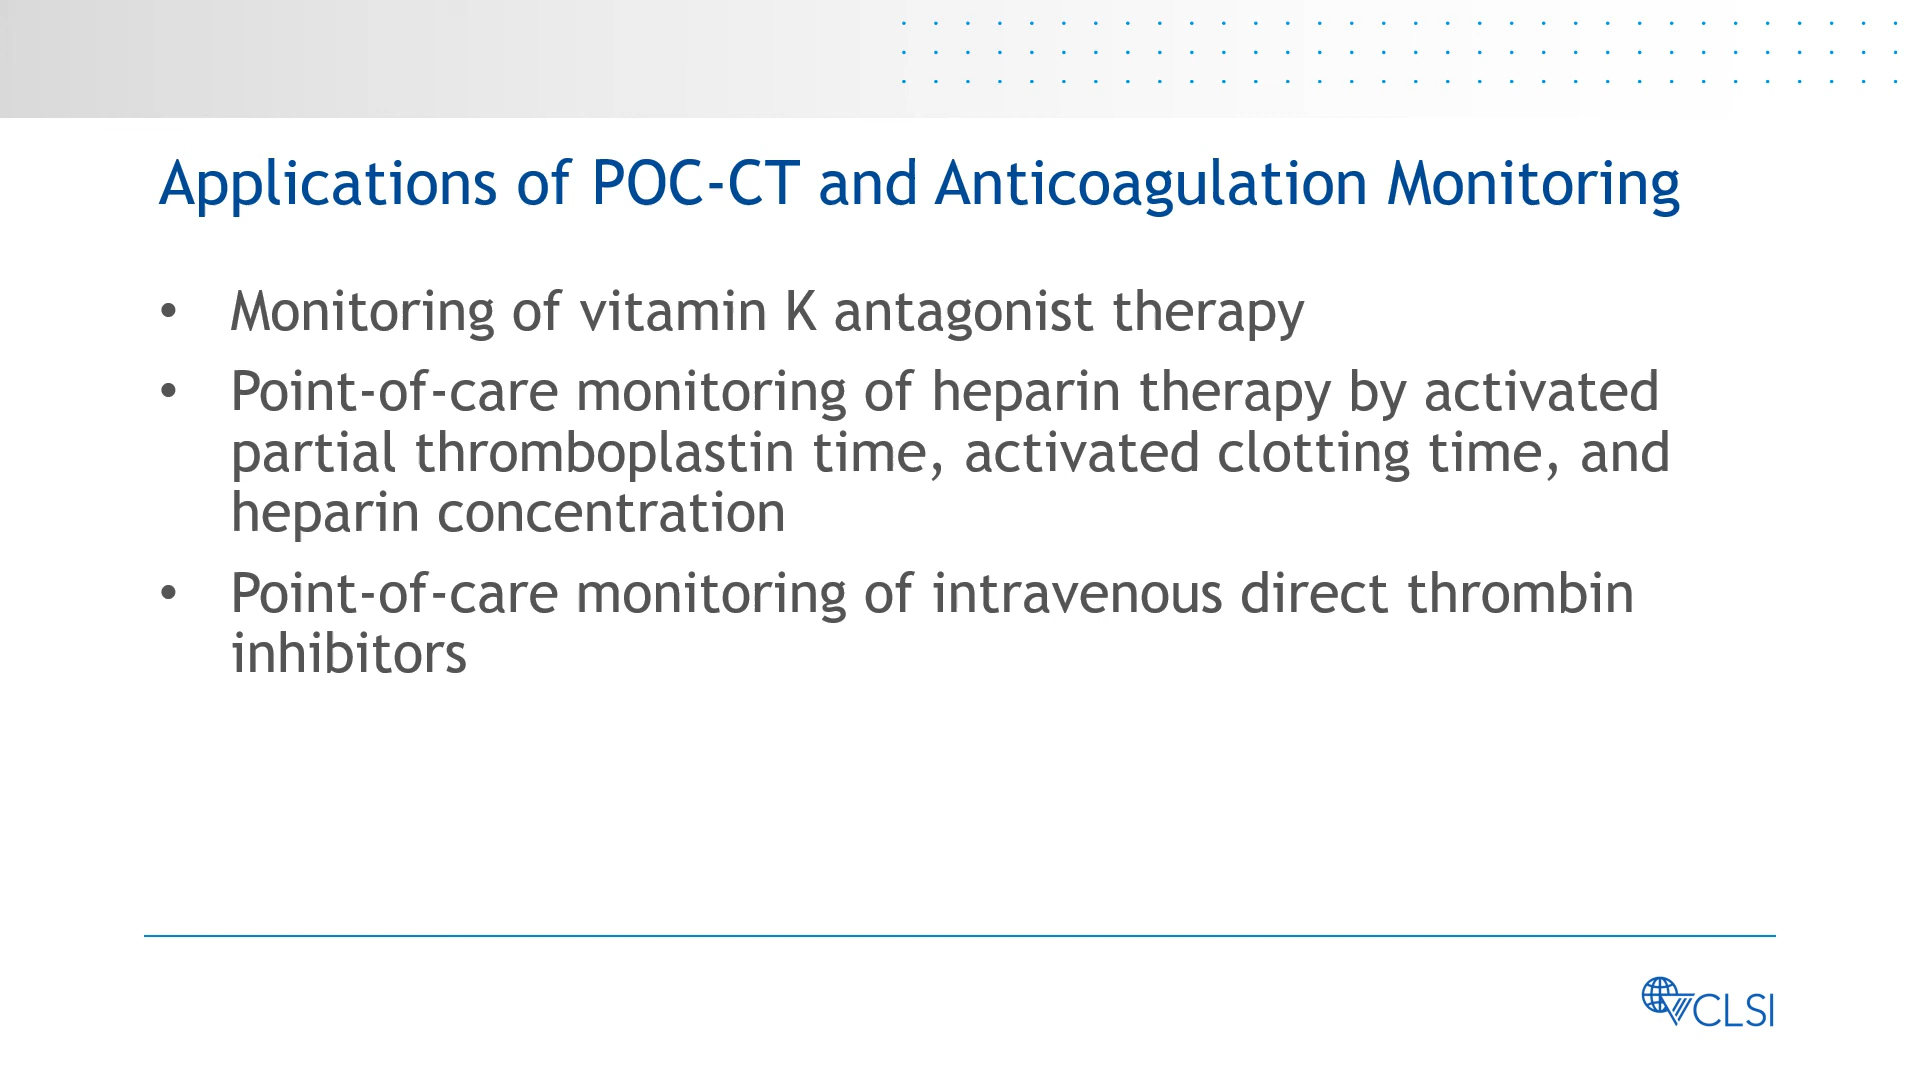 Applications of POC-CT and Anticoagulation Monitoring
• Monitoring of vitamin K antagonist therapy
• Point-of-care monitoring of heparin therapy by activated
partial thromboplastin time, activated clotting time, and
heparin concentration
• Point-of-care monitoring of intravenous direct thrombin
inhibitors
CLSI